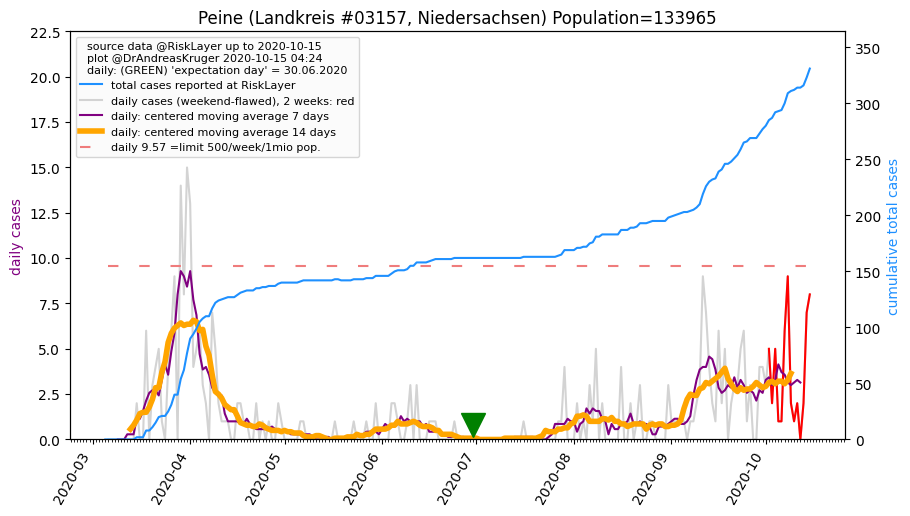 Peine (Landkreis #03157, Niedersachsen) Population=133965
source data @RiskLayer up to 2020-10-15
plot @DrAndreasKruger 2020-10-15 04:24
daily: (GREEN) 'expectation day' = 30.06.2020
total cases reported at RiskLayer
daily cases (weekend-flawed), 2 weeks: red
daily: centered moving average 7 days
daily: centered moving average 14 days
daily 9.57 =limit 500/week/1mio pop.
daily cases
22.5
20.0
17.5
15.0
12.5
10.0
7.5
5.0
2.5
0.0
350
300
250
200
150
100
50
0
cumulative total cases
2020-03
2020-04
2020-05
2020-06
2020-07
2020-08
2020-09
2020-10